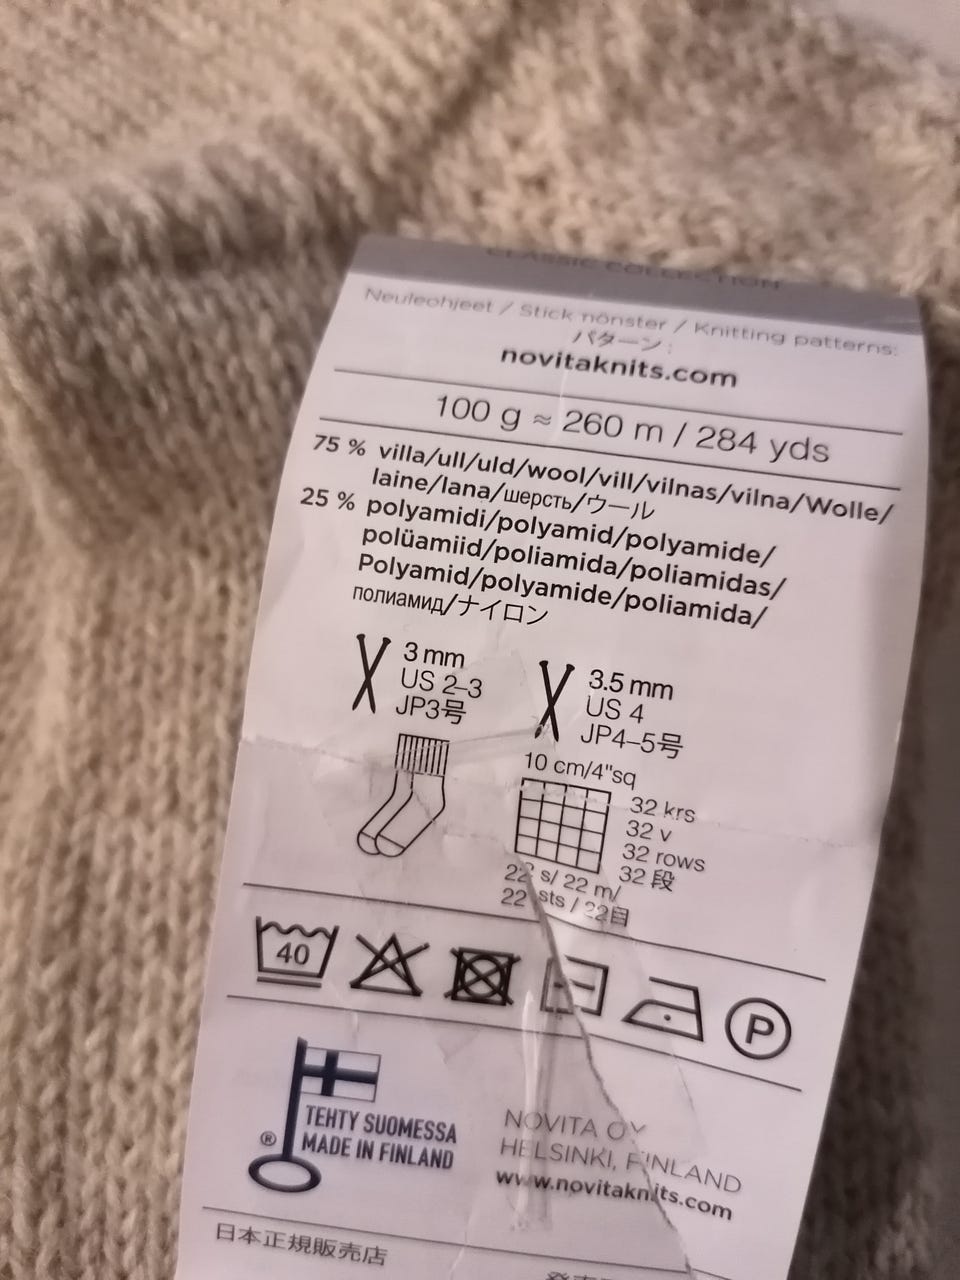 CLASSIC COLLECTION
Neuleohjeet / Stickmönster / Knitting patterns:
パターン:
novitaknits.com
100 g ≈ 260 m / 284 yds
75 % villa/ull/uld/wool/vill/vilnas/vilna/Wolle/
laine/lana/шерсть/ウール
25 % polyamidi/polyamid/polyamide/
polüamiid/poliamida/poliamidas/
Polyamid/polyamide/poliamida/
полиамид/ナイロン
3 mm
US 2–3
JP3号
3.5 mm
US 4
JP4–5号
10 cm/4"sq
32 krs
32 v
32 rows
32 段
22 s/ 22 m/
22 sts / 22目
40
P
TEHTY SUOMESSA
® MADE IN FINLAND
NOVITA OY
HELSINKI, FINLAND
www.novitaknits.com
日本正規販売店